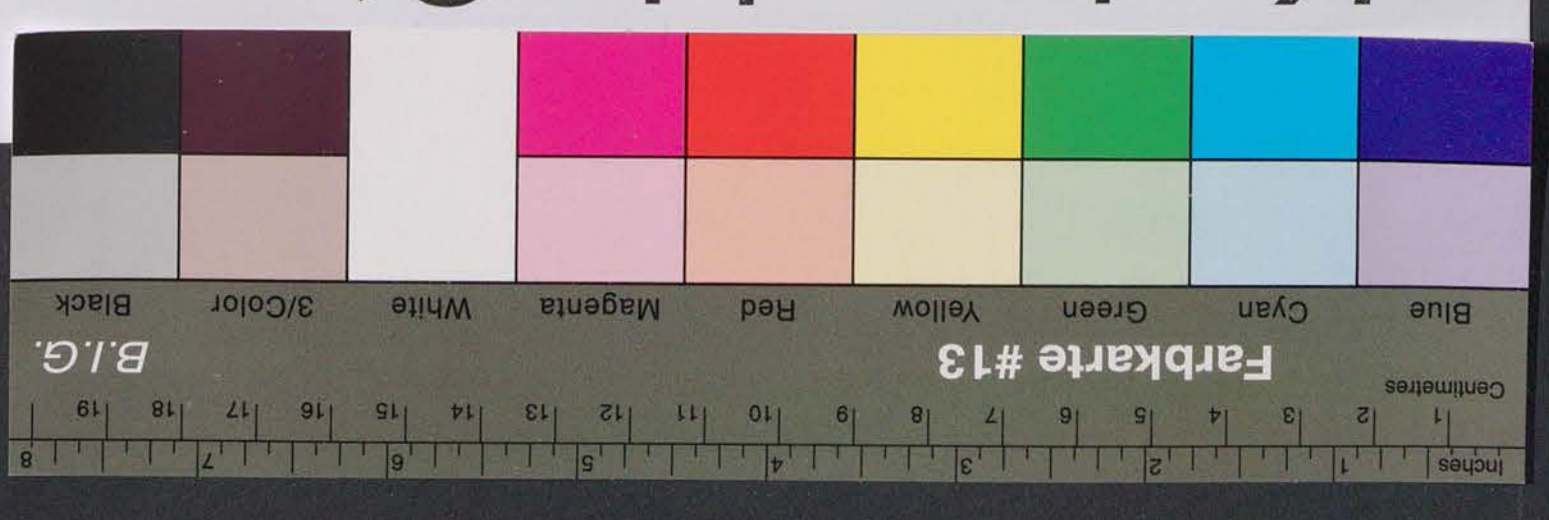 Inches 1 2 3 4 5 6 7 8
1 2 3 4 5 6 7 8 9 10 11 12 13 14 15 16 17 18 19
Centimetres
Farbkarte #13 B.I.G.
Blue Cyan Green Yellow Red Magenta White 3/Color Black